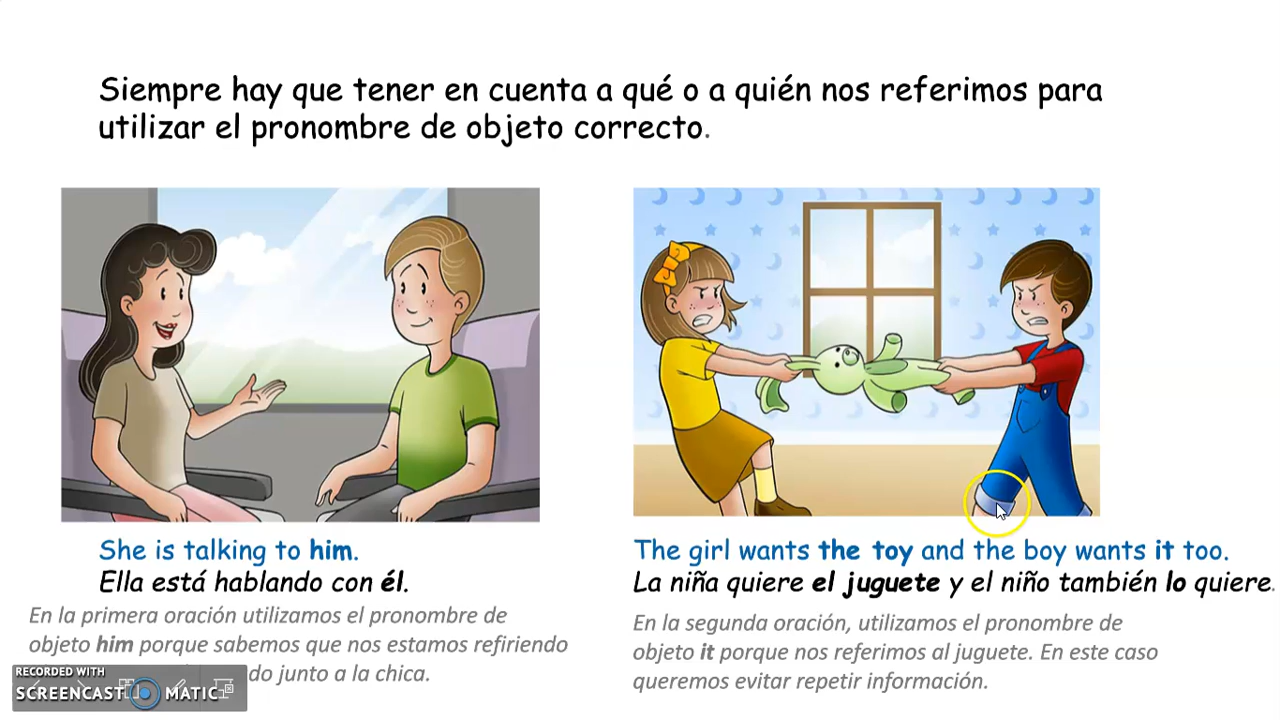 Siempre hay que tener en cuenta a qué o a quién nos referimos para
utilizar el pronombre de objeto correcto.
She is talking to him.
Ella está hablando con él.
En la primera oración utilizamos el pronombre de
objeto him porque sabemos que nos estamos refiriendo
do junto a la chica.
The girl wants the toy and the boy wants it too.
La niña quiere el juguete y el niño también lo quiere.
En la segunda oración, utilizamos el pronombre de
objeto it porque nos referimos al juguete. En este caso
queremos evitar repetir información.
RECORDED WITH
SCREENCAST MATIC